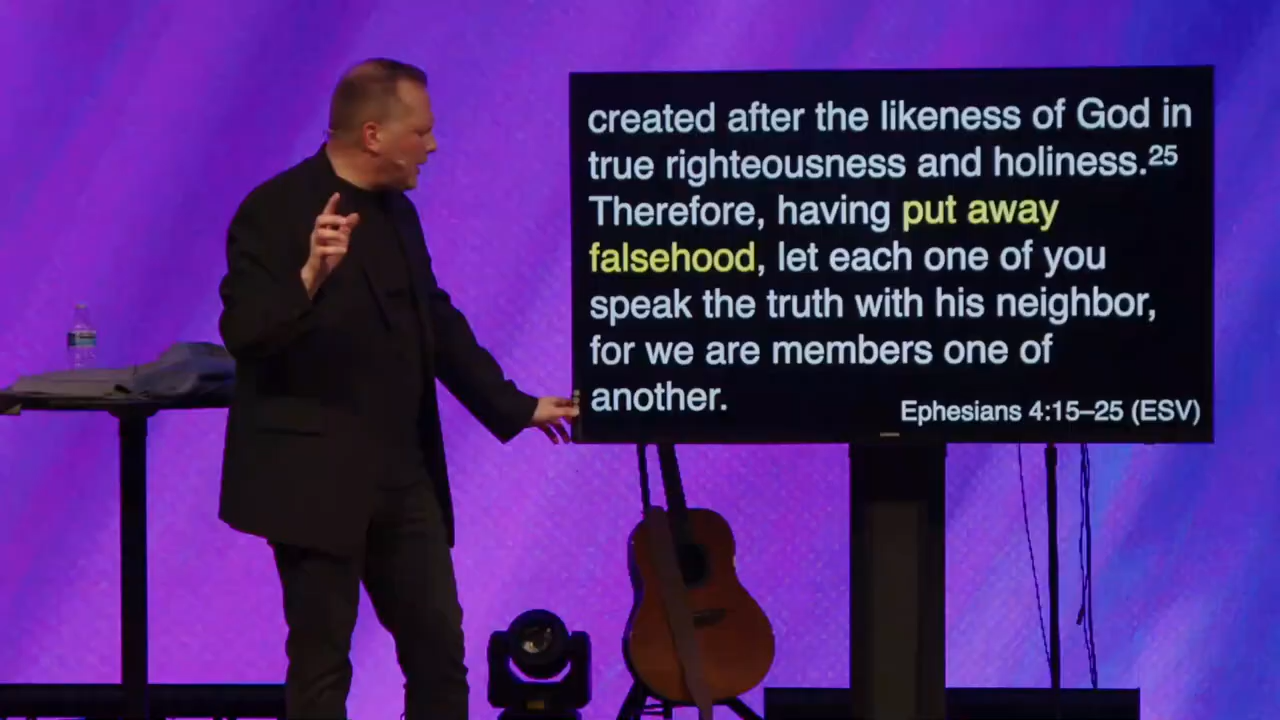 created after the likeness of God in
true righteousness and holiness.²⁵
Therefore, having put away
falsehood, let each one of you
speak the truth with his neighbor,
for we are members one of
another.
Ephesians 4:15–25 (ESV)